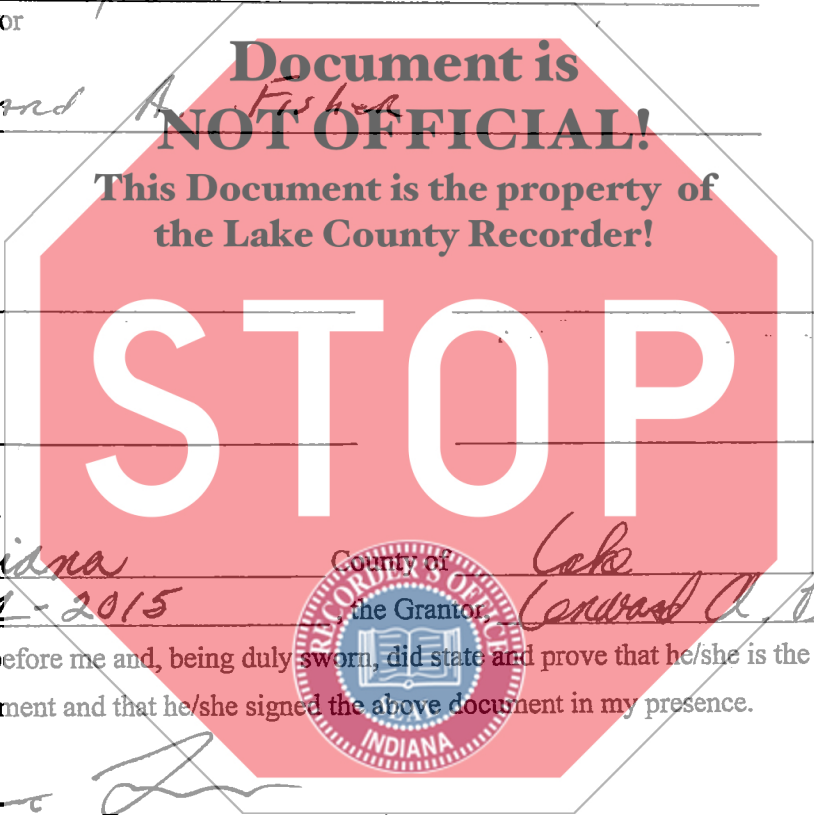 or
Document is
A. Fisher
NOT OFFICIAL!
This Document is the property of
the Lake County Recorder!
STOP
County of Lake
-2015, the Grantor, A.
efore me and, being duly sworn, did state and prove that he/she is the
ment and that he/she signed the above document in my presence.
RECORDER'S OFFICE
INDIANA